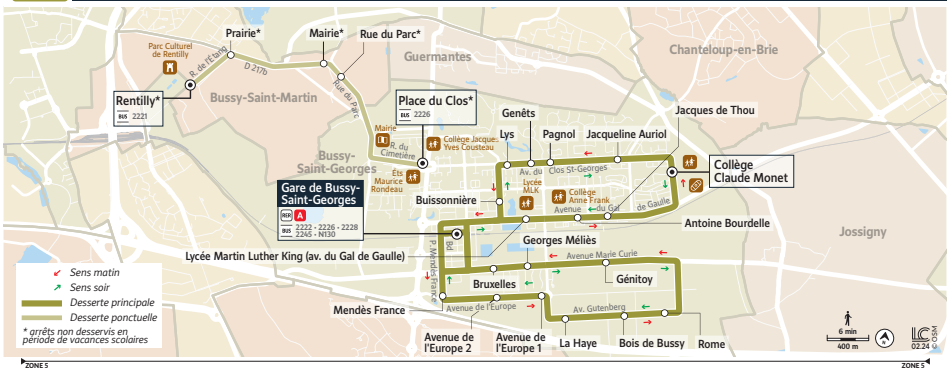 Prairie*
Mairie*
Rue du Parc*
Parc Culturel
de Rentilly
R. de l'Étang
D 217b
Rue du Parc
Guermantes
Chanteloup-en-Brie
Rentilly*
BUS 2221
Bussy-Saint-Martin
Place du Clos*
BUS 2226
Jacques de Thou
Genêts
Mairie
R. du
Cimetière
Collège Jacques
Yves Cousteau
Lys
Pagnol
Jacqueline Auriol
Bussy-
Saint-Georges
Éts
Maurice
Rondeau
Av. du
Clos St-Georges
Collège
Claude Monet
Gare de Bussy-
Saint-Georges
RER A
BUS 2222 • 2226 • 2228
2245 • N130
Lycée
MLK
Collège
Anne Frank
Buissonnière
Avenue
du Gal
de Gaulle
Antoine Bourdelle
Jossigny
Georges Méliès
Lycée Martin Luther King (av. du Gal de Gaulle)
Bd
P. Mendès France
Avenue Marie Curie
Bruxelles
Génitoy
Sens matin
Sens soir
Desserte principale
Desserte ponctuelle
* arrêts non desservis en
période de vacances scolaires
Mendès France
Avenue de l'Europe
Av. Gutenberg
Avenue de
l'Europe 2
Avenue de
l'Europe 1
La Haye
Bois de Bussy
Rome
6 min
400 m
N
02.24
© OSM
ZONE 5
ZONE 5